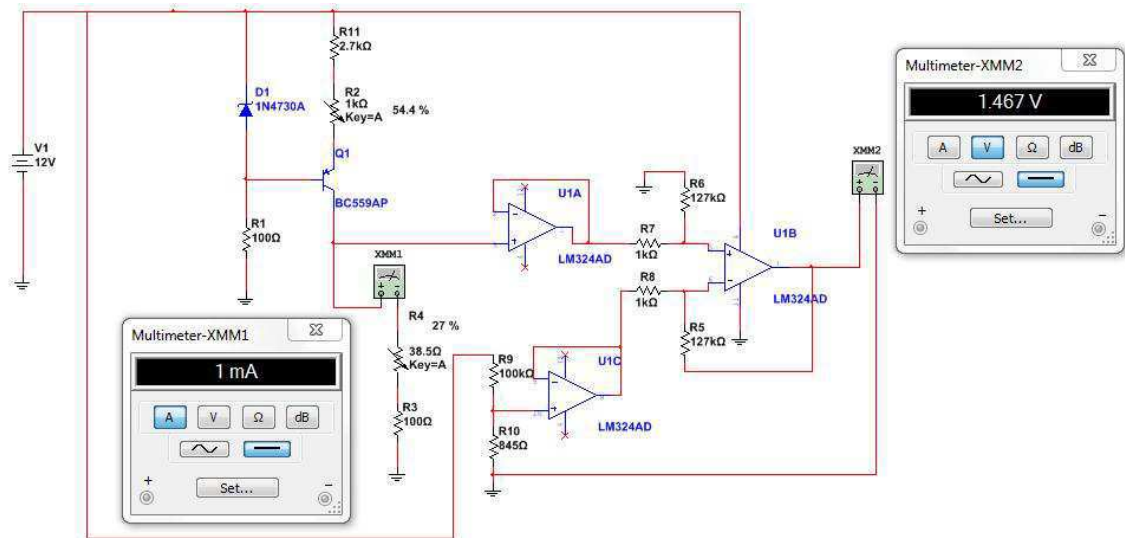 V1
12V
D1
1N4730A
R1
100Ω
R11
2.7kΩ
R2
1kΩ
Key=A
54.4 %
Q1
BC559AP
XMM1
R4
27 %
38.5Ω
Key=A
R3
100Ω
U1A
LM324AD
R7
1kΩ
R8
1kΩ
R6
127kΩ
R5
127kΩ
U1B
LM324AD
R9
100kΩ
R10
845Ω
U1C
LM324AD
XMM2
Multimeter-XMM1
1 mA
A V Ω dB
+ Set... -
Multimeter-XMM2
1.467 V
A V Ω dB
+ Set... -